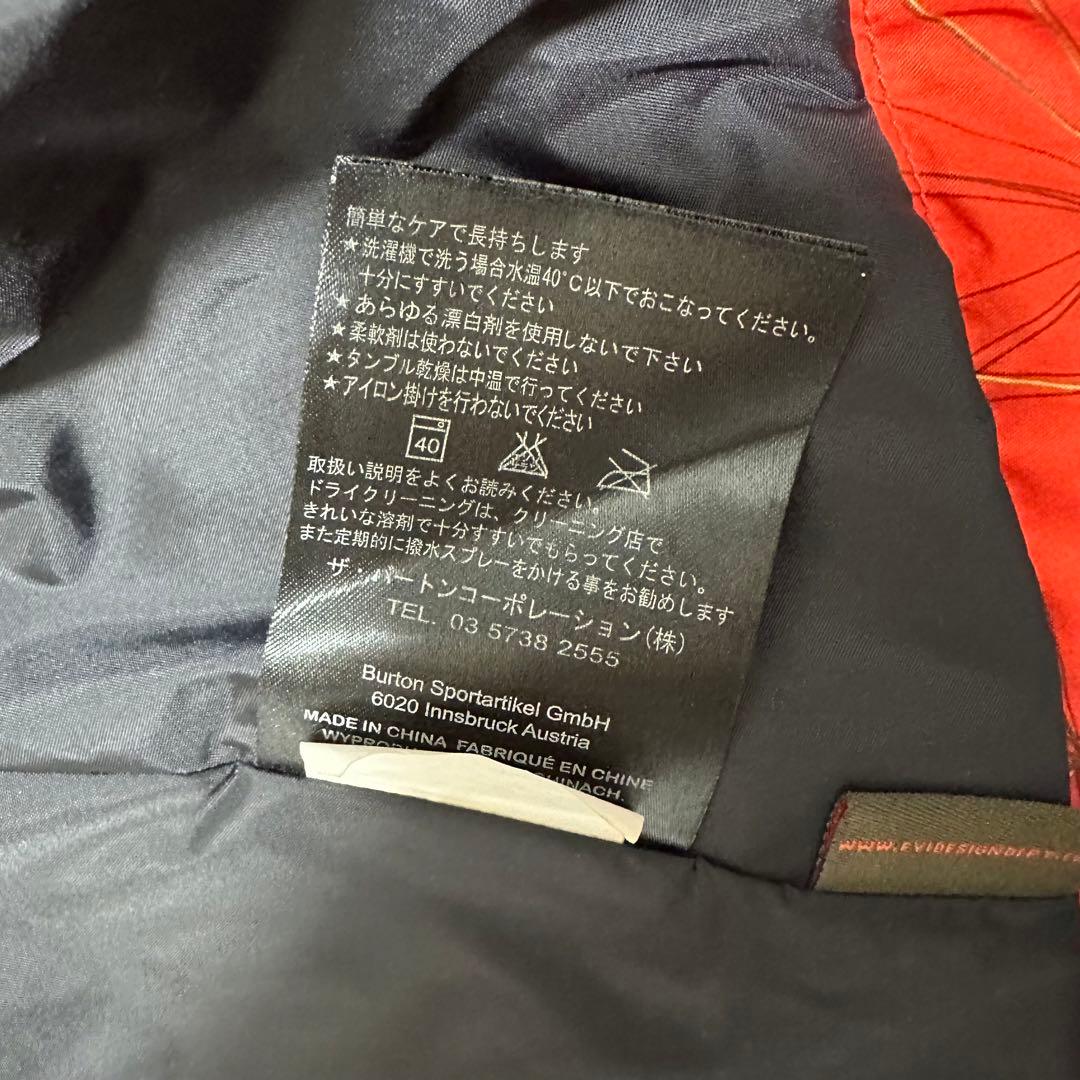 簡単なケアで長持ちします
★洗濯機で洗う場合水温40°C以下でおこなってください。
十分にすすいでください
★あらゆる漂白剤を使用しないで下さい
★柔軟剤は使わないでください
★タンブル乾燥は中温で行ってください
★アイロン掛けを行わないでください
40
取扱い説明をよくお読みください。
ドライクリーニングは、クリーニング店で
きれいな溶剤で十分すすいでもらってください。
また定期的に撥水スプレーをかける事をお勧めします
ザ・バートンコーポレーション(株)
TEL. 03 5738 2555
Burton Sportartikel GmbH
6020 Innsbruck Austria
MADE IN CHINA FABRIQUÉ EN CHINE